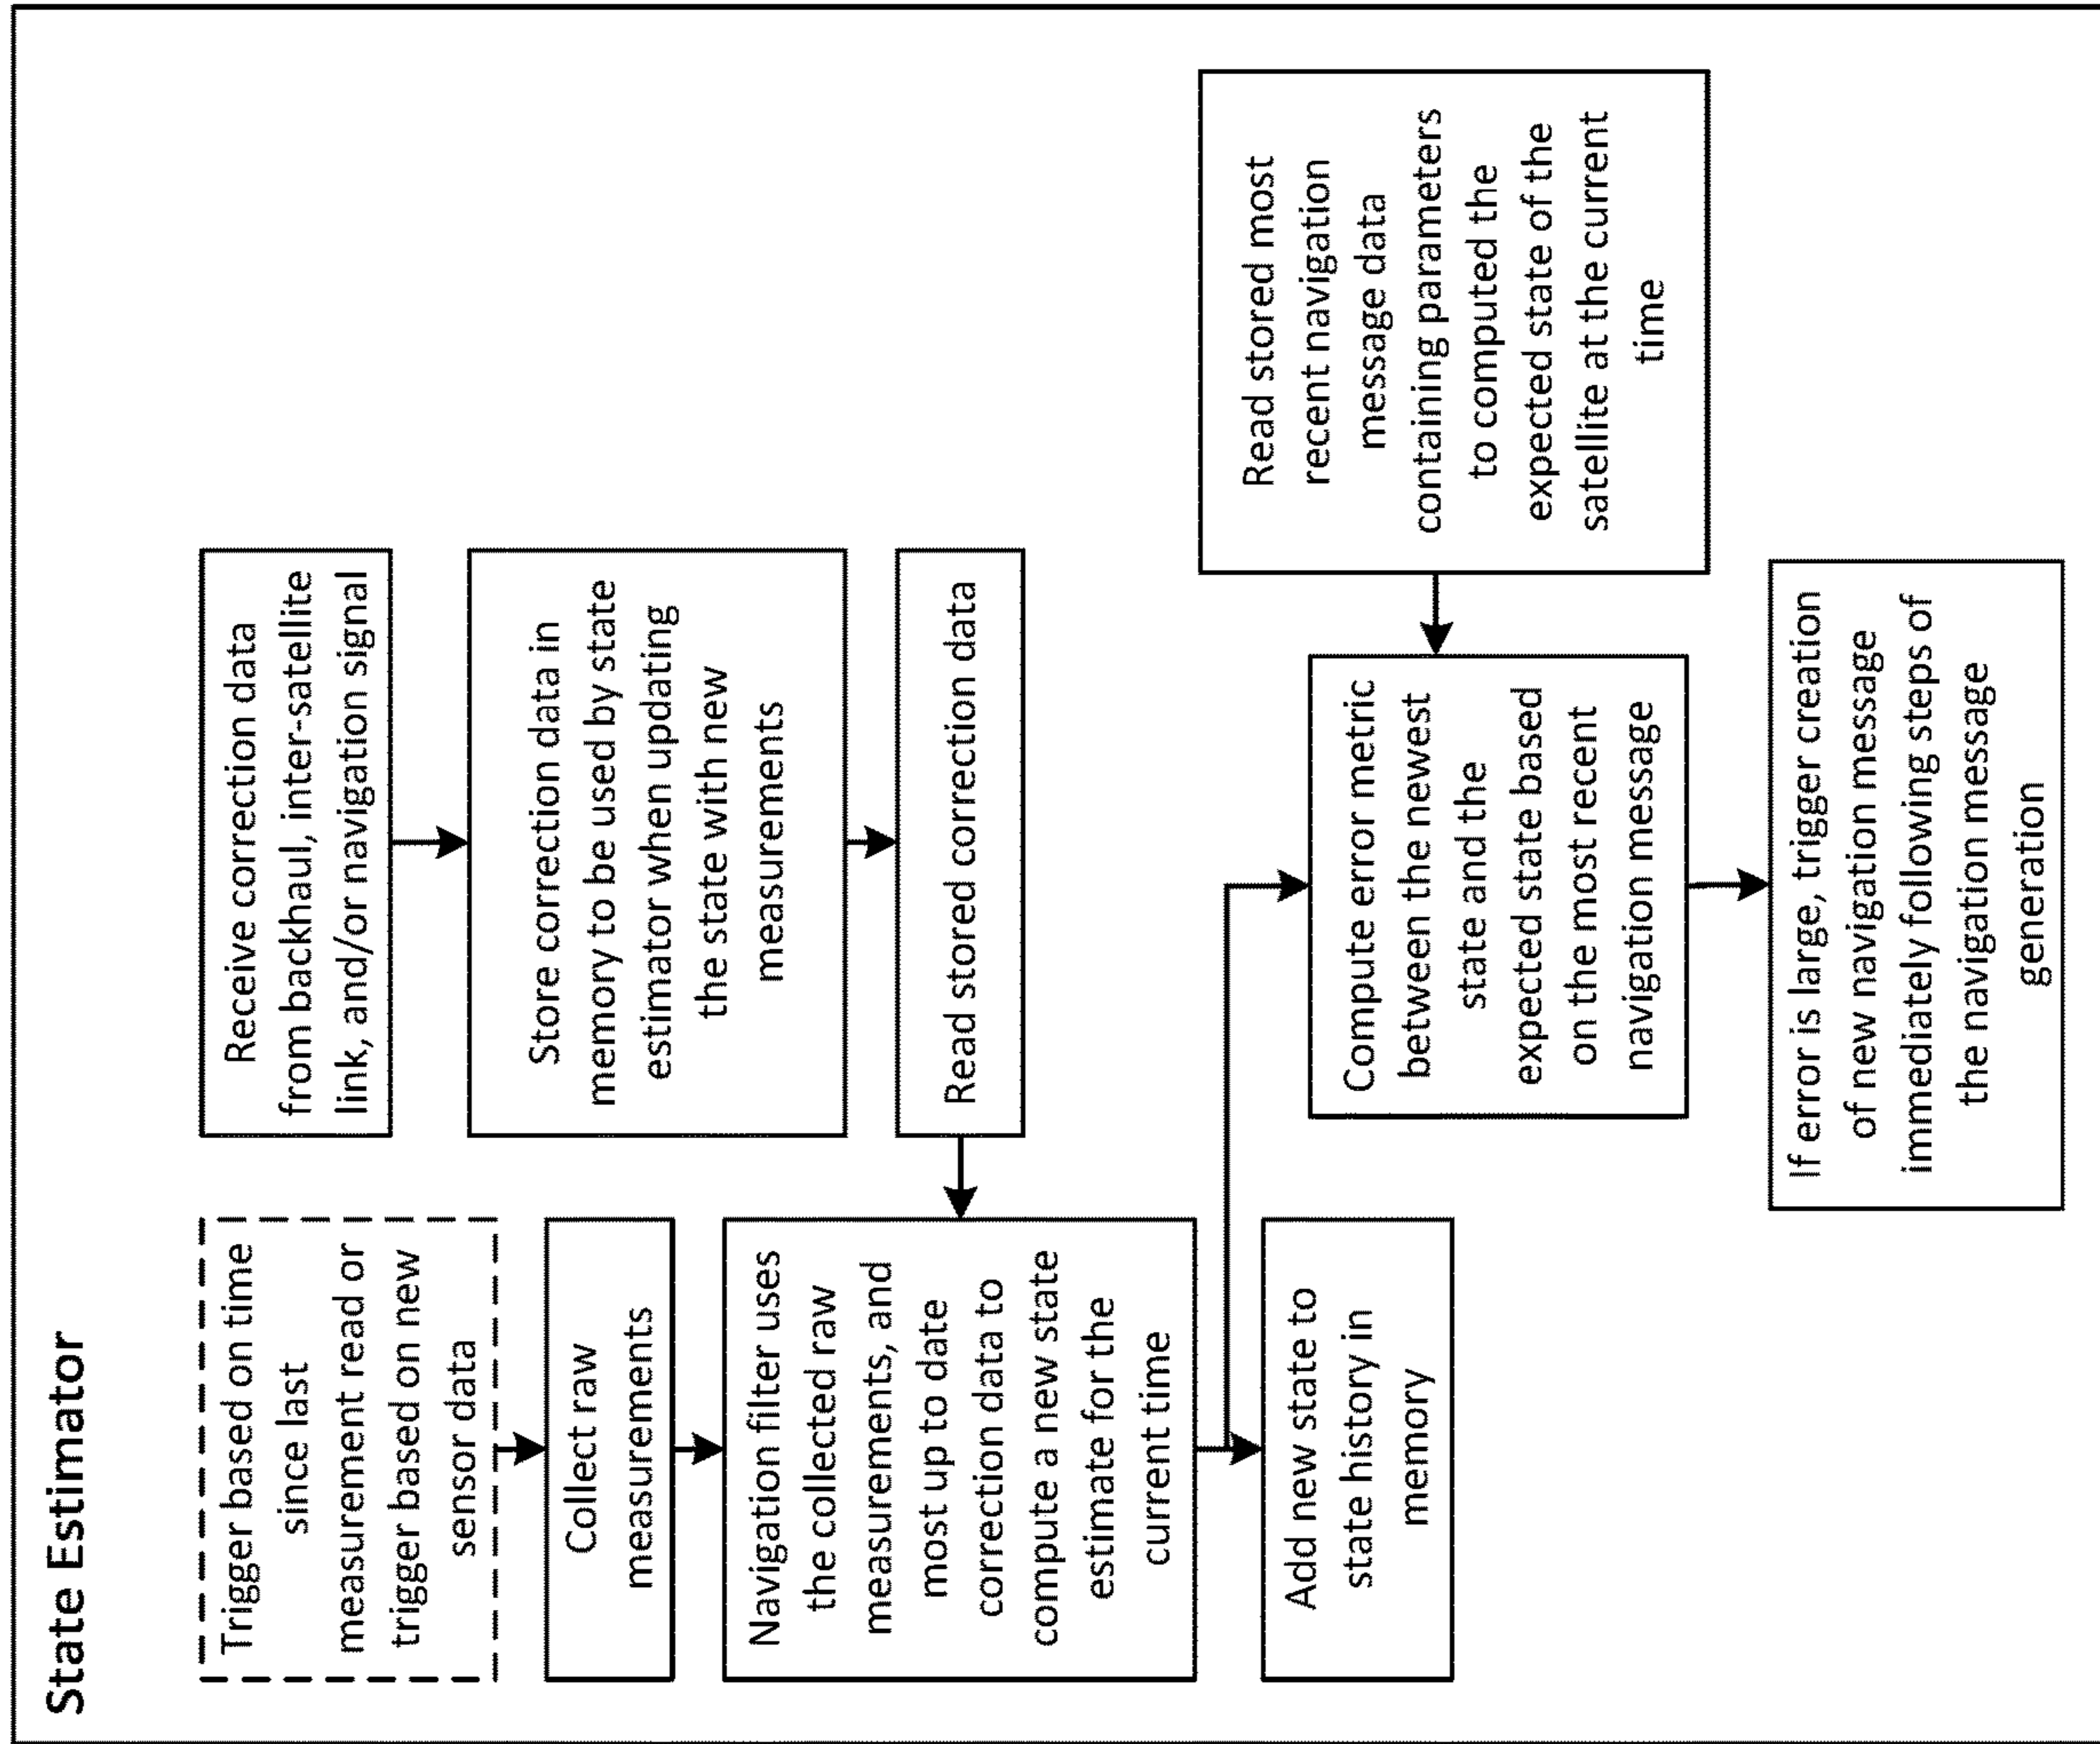 State Estimator
Trigger based on time
since last
measurement read or
trigger based on new
sensor data
Collect raw
measurements
Navigation filter uses
the collected raw
measurements, and
most up to date
correction data to
compute a new state
estimate for the
current time
Add new state to
state history in
memory
Receive correction data
from backhaul, inter-satellite
link, and/or navigation signal
Store correction data in
memory to be used by state
estimator when updating
the state with new
measurements
Read stored correction data
Compute error metric
between the newest
state and the
expected state based
on the most recent
navigation message
If error is large, trigger creation
of new navigation message
immediately following steps of
the navigation message
generation
Read stored most
recent navigation
message data
containing parameters
to computed the
expected state of the
satellite at the current
time